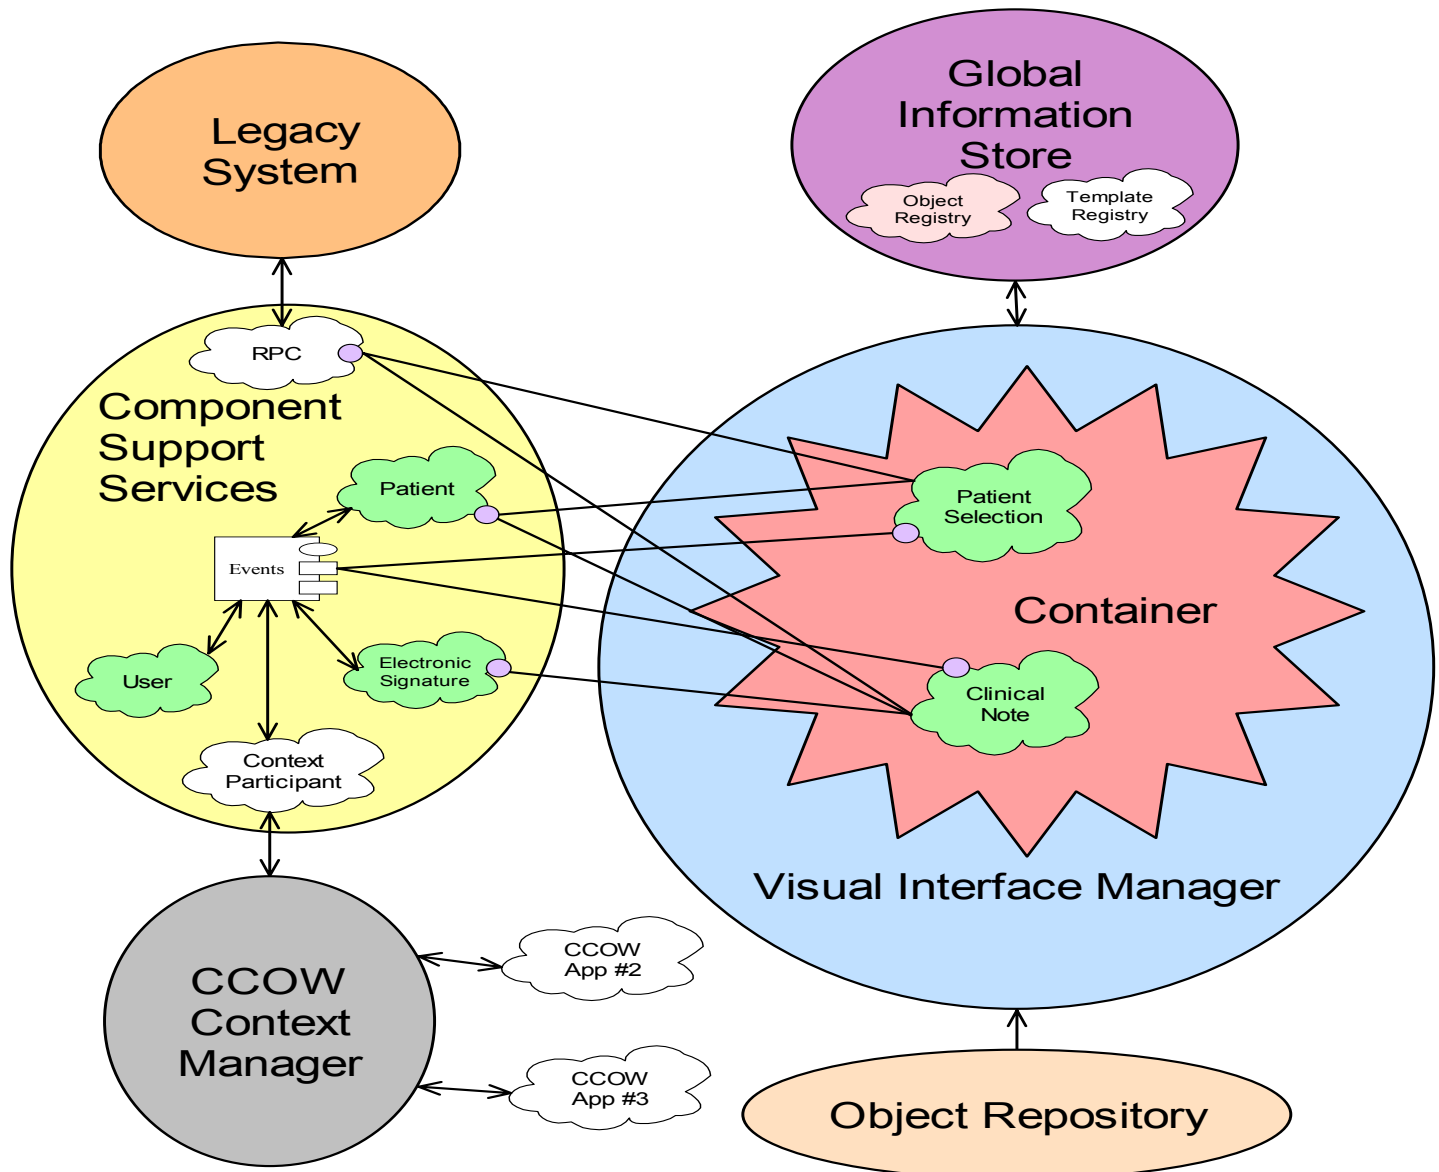 Legacy
System
Global
Information
Store
Object
Registry
Template
Registry
RPC
Component
Support
Services
Patient
Events
User
Electronic
Signature
Context
Participant
Patient
Selection
Container
Clinical
Note
Visual Interface Manager
CCOW
Context
Manager
CCOW
App #2
CCOW
App #3
Object Repository